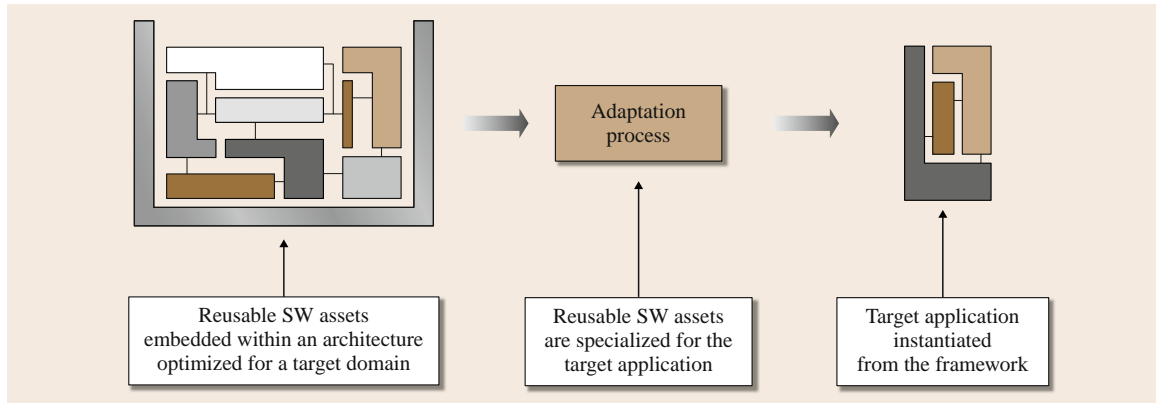 Adaptation
process
Reusable SW assets
embedded within an architecture
optimized for a target domain
Reusable SW assets
are specialized for the
target application
Target application
instantiated
from the framework